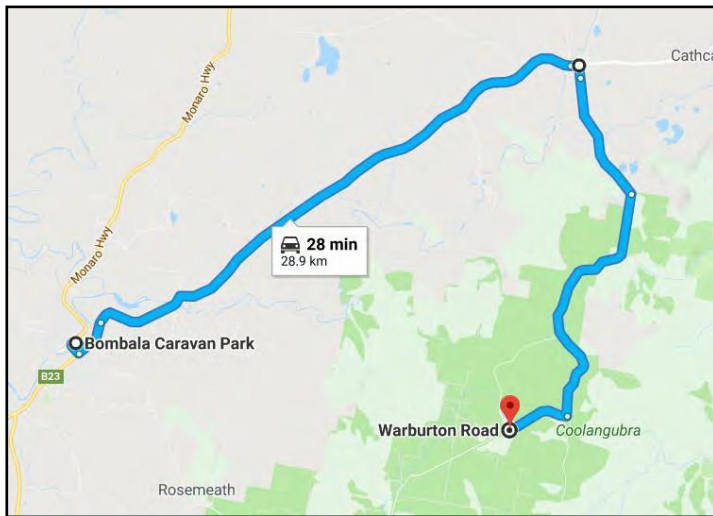 Cathca
Monaro Hwy
28 min
28.9 km
Monaro Hwy
Bombala Caravan Park
B23
Warburton Road
Coolangubra
Rosemeath